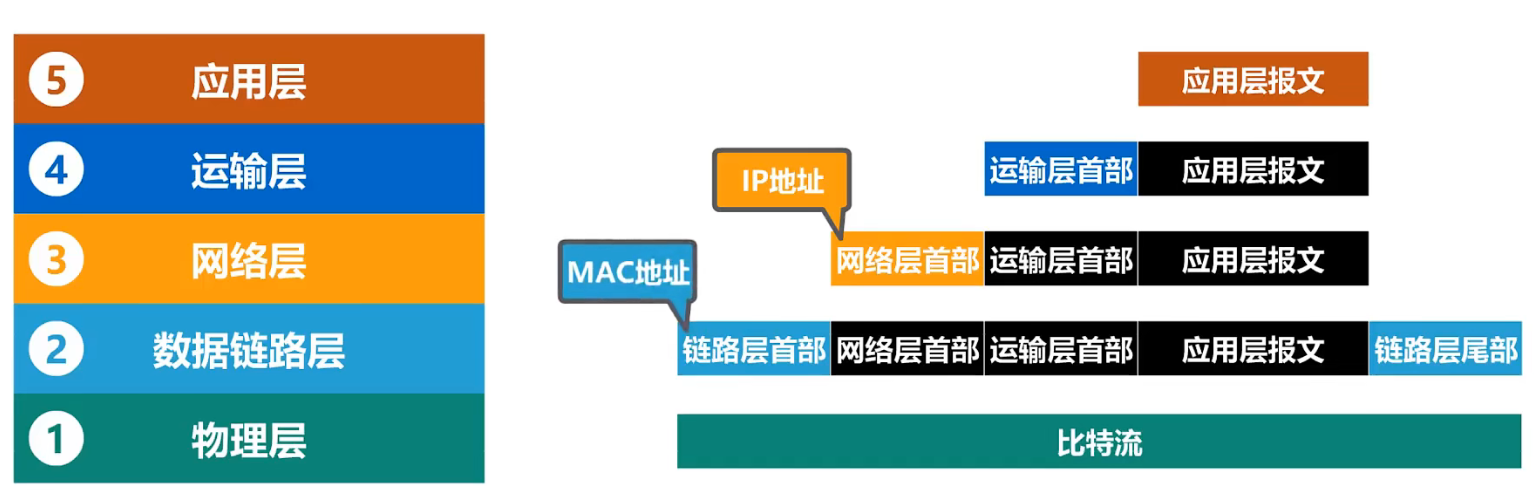 5 应用层 应用层报文
4 运输层 运输层首部 应用层报文
IP地址
3 网络层 网络层首部 运输层首部 应用层报文
MAC地址
2 数据链路层 链路层首部 网络层首部 运输层首部 应用层报文 链路层尾部
1 物理层 比特流